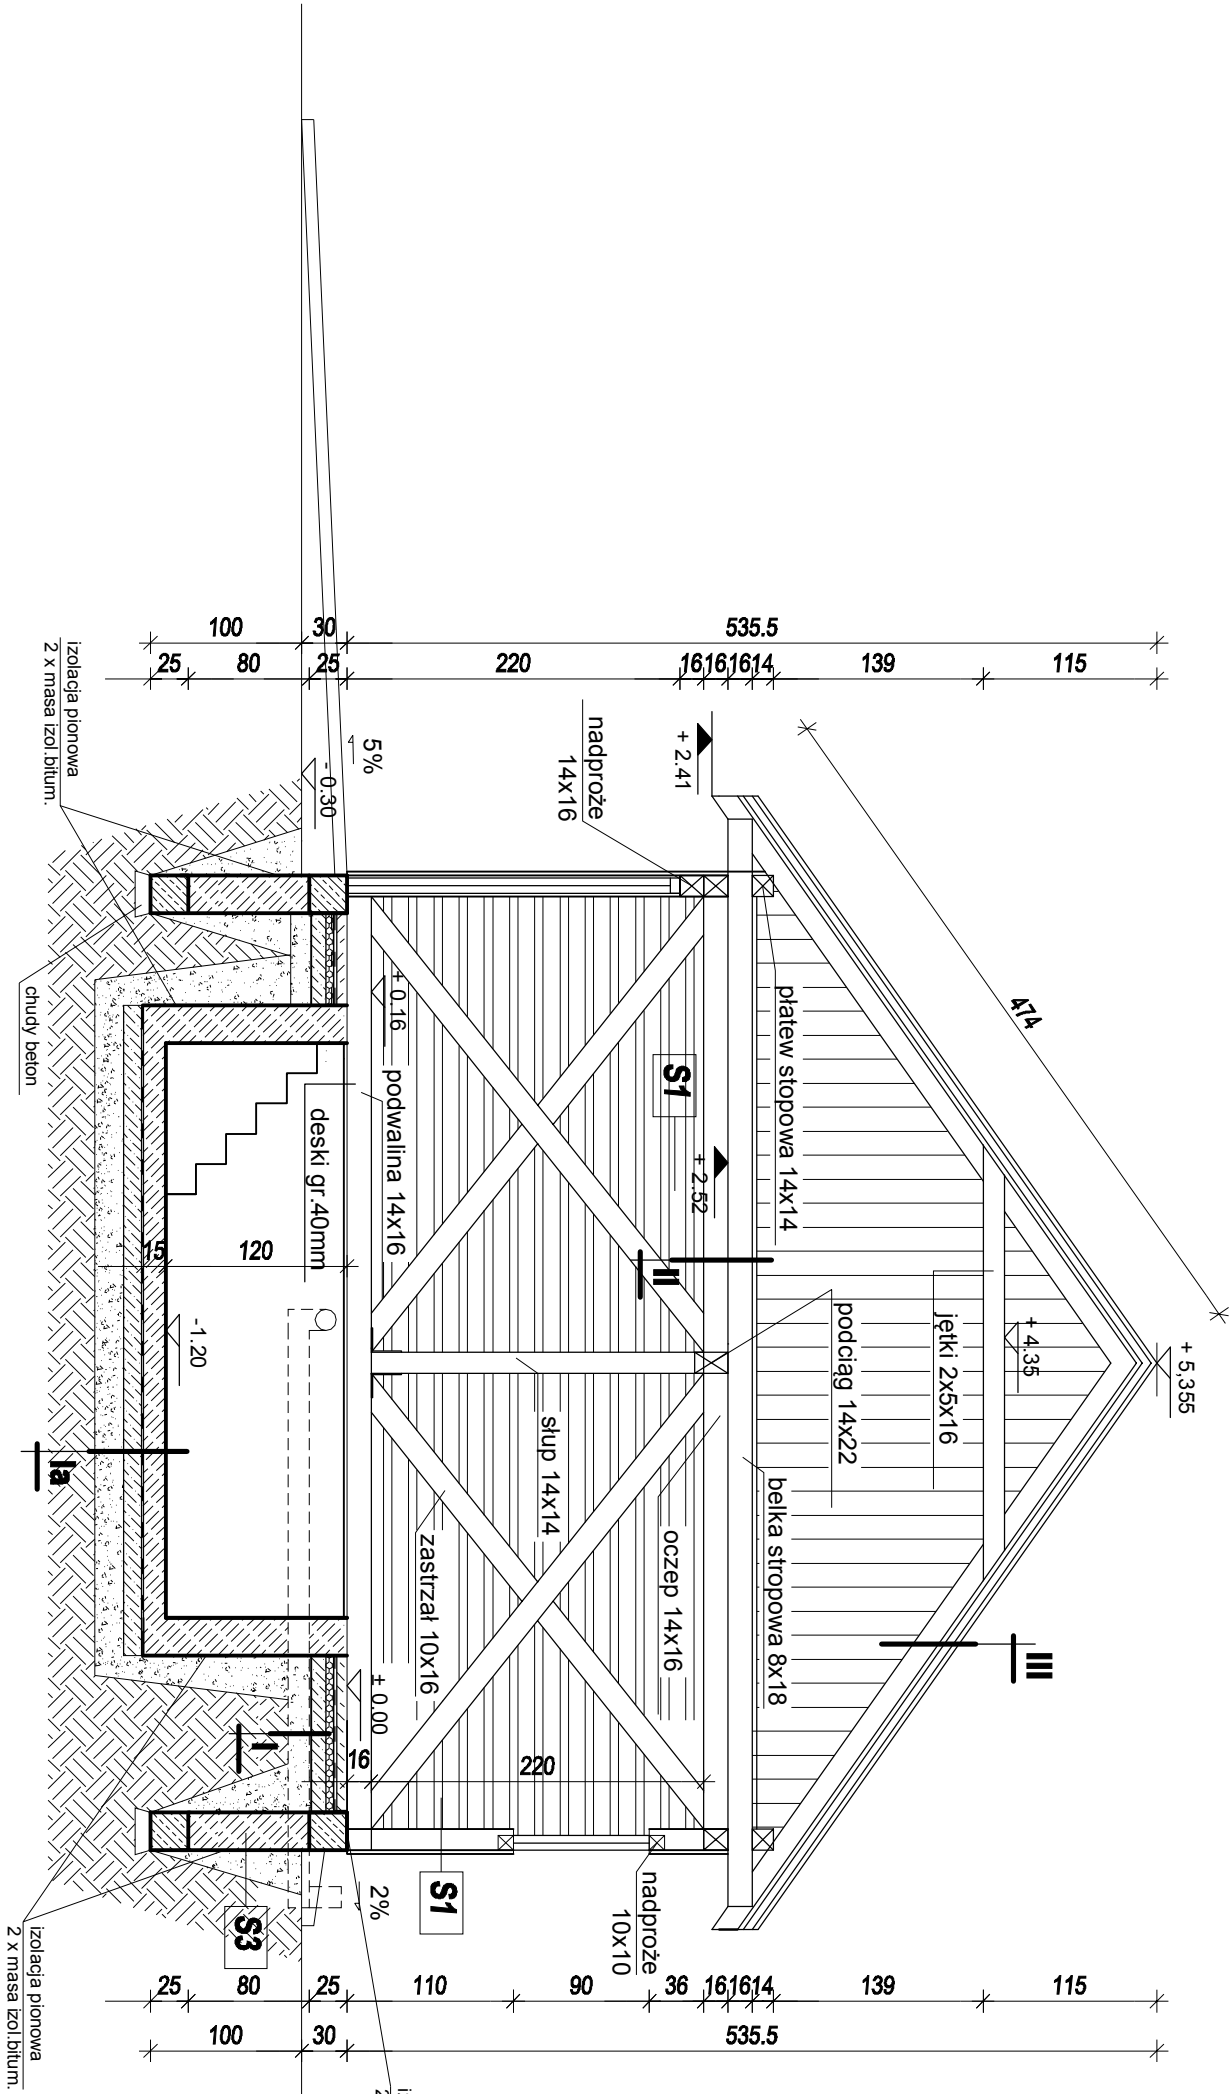 535.5
100
30
25
80
25
220
16
16
16
14
139
115
474
+ 5,355
+ 4.35
jętki 2x5x16
podciąg 14x22
belka stropowa 8x18
płatew stopowa 14x14
+ 2.41
nadproże
14x16
S1
+ 2.52
II
III
oczep 14x16
słup 14x14
zastrzał 10x16
+ 0.16
podwalina 14x16
deski gr.40mm
5%
- 0.30
izolacja pionowa
2 x masa izol.bitum.
chudy beton
15
120
-1.20
Ia
± 0.00
I
16
220
S1
nadproże
10x10
2%
S3
izolacja pionowa
2 x masa izol.bitum.
25
80
25
110
90
36
16
16
14
139
115
100
30
535.5